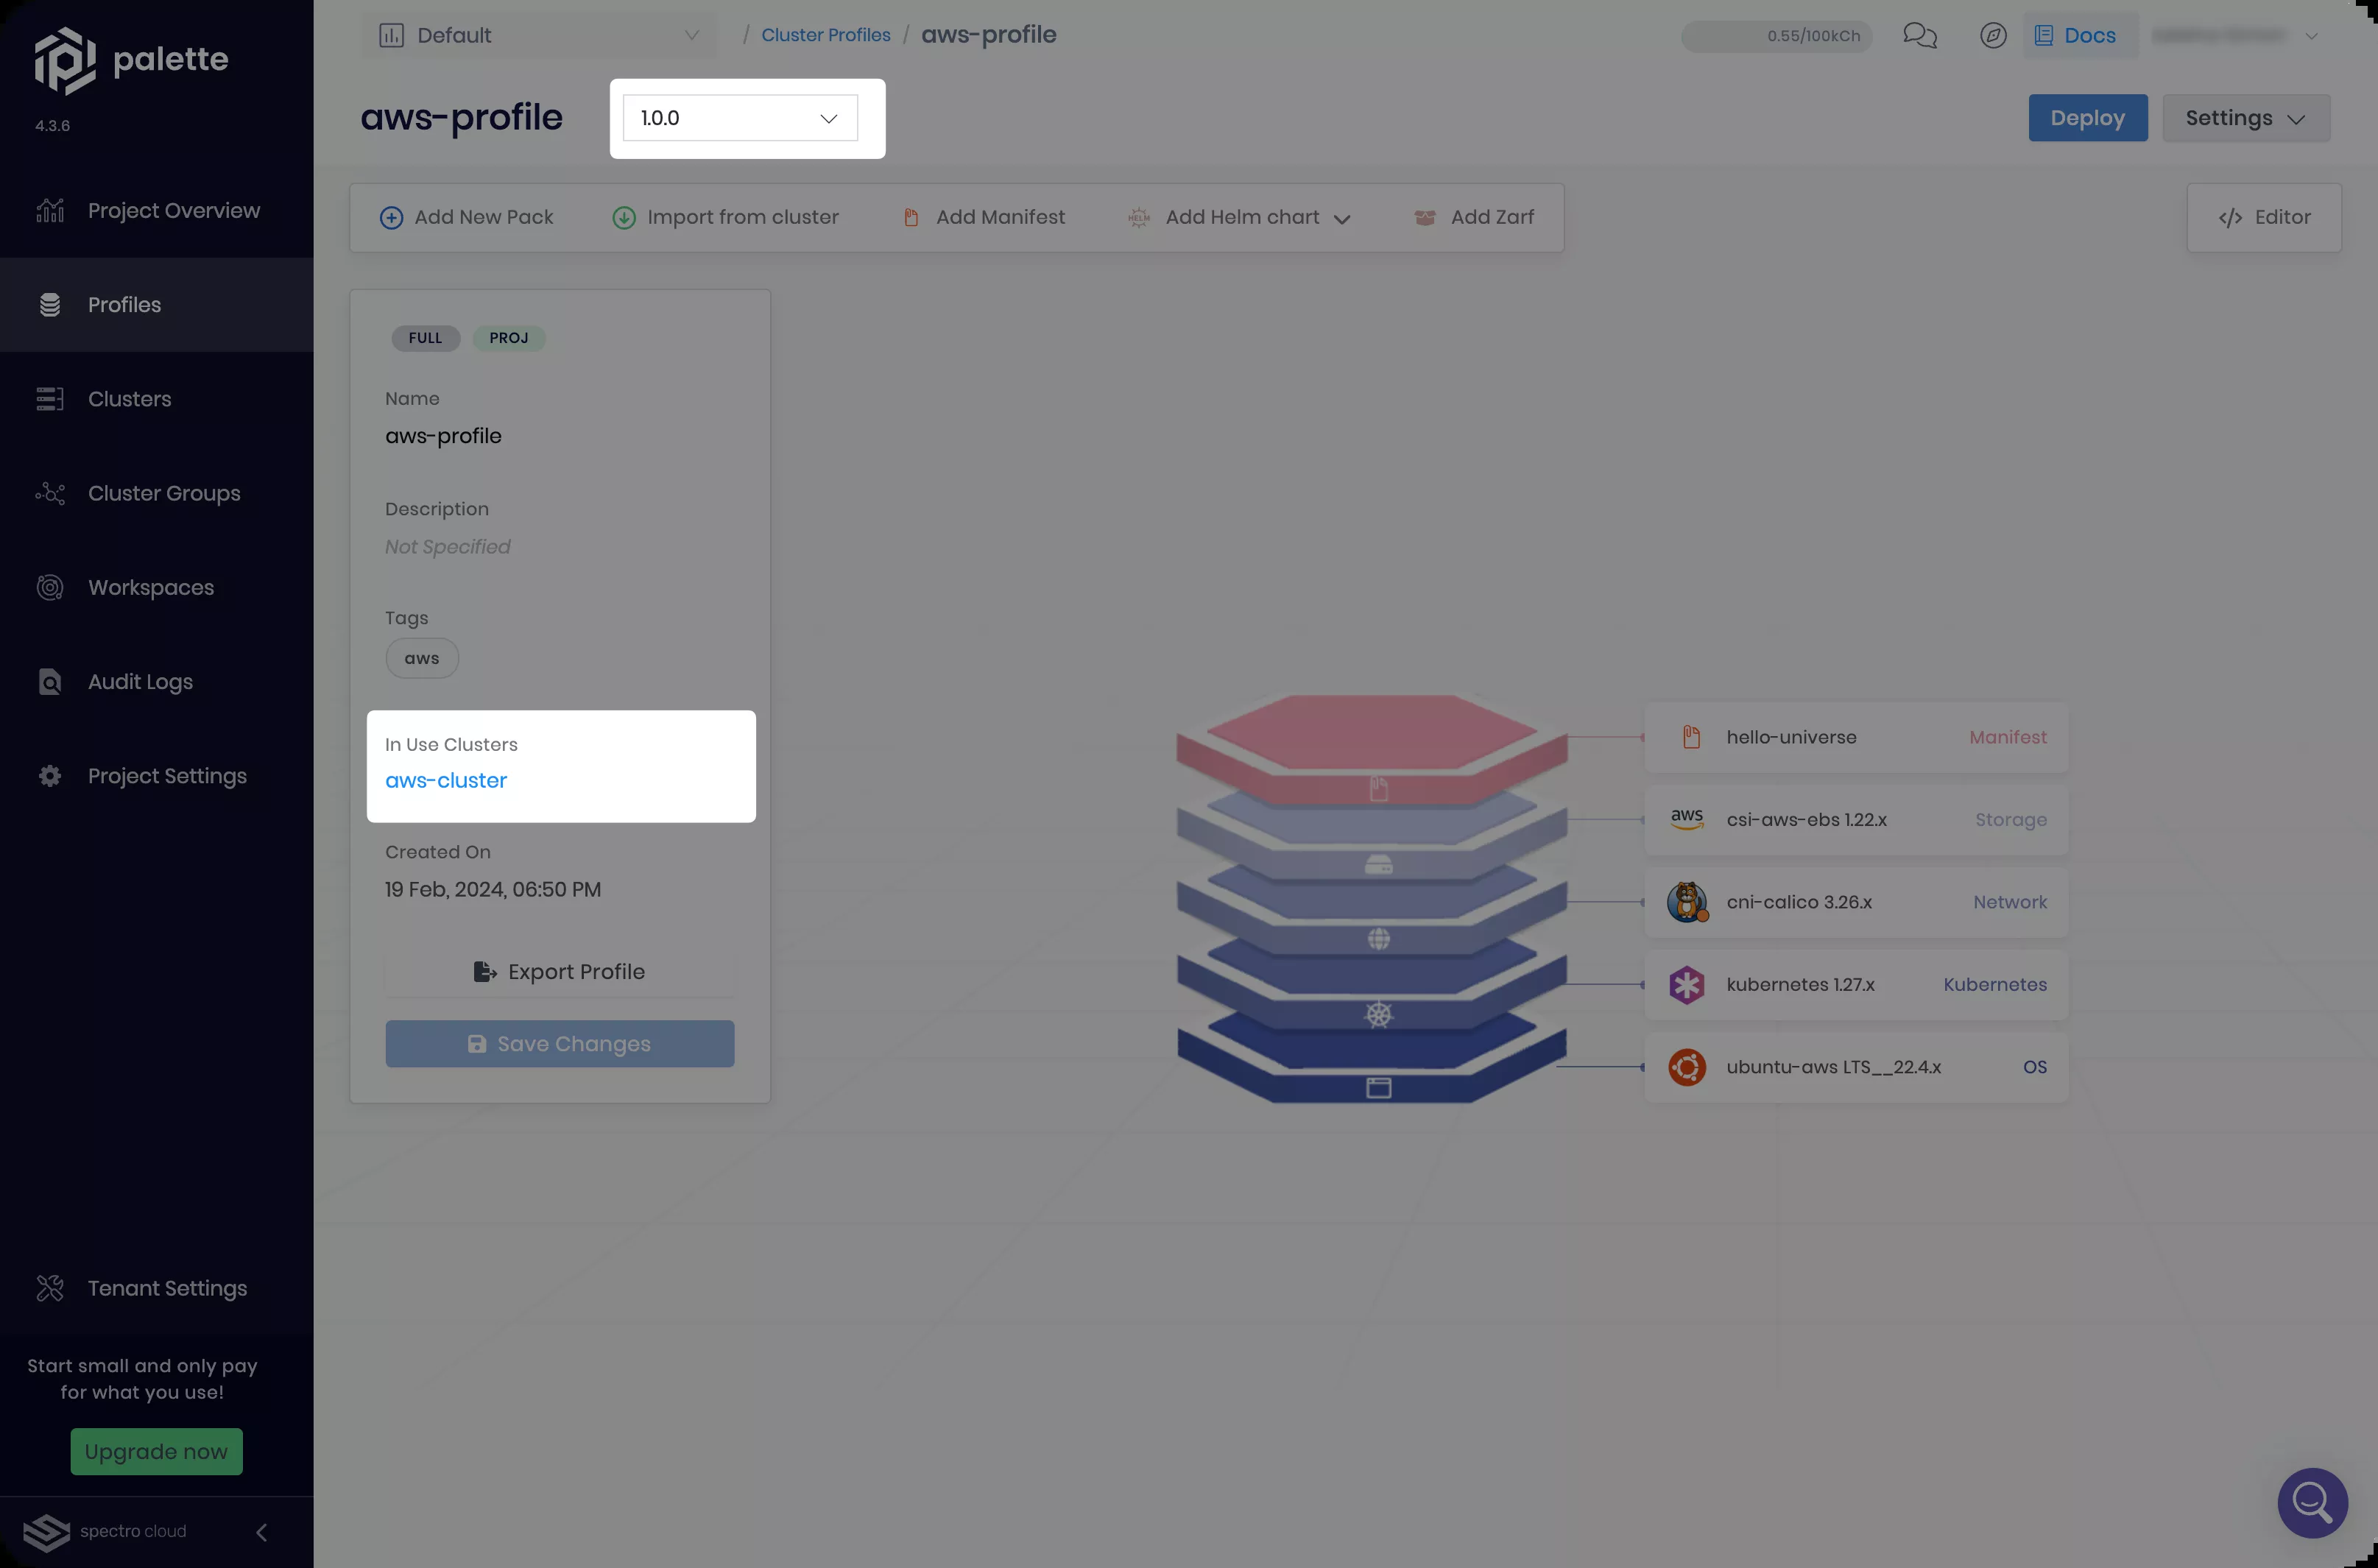 palette
4.3.6
Project Overview
Profiles
Clusters
Cluster Groups
Workspaces
Audit Logs
Project Settings
Tenant Settings
Start small and only pay
for what you use!
Upgrade now
spectro cloud
Default
/ Cluster Profiles / aws-profile
0.55/100kCh
Docs
aws-profile
1.0.0
Deploy
Settings
Add New Pack
Import from cluster
Add Manifest
HELM Add Helm chart
Add Zarf
</> Editor
FULL PROJ
Name
aws-profile
Description
Not Specified
Tags
aws
In Use Clusters
aws-cluster
Created On
19 Feb, 2024, 06:50 PM
Export Profile
Save Changes
hello-universe Manifest
aws csi-aws-ebs 1.22.x Storage
cni-calico 3.26.x Network
kubernetes 1.27.x Kubernetes
ubuntu-aws LTS__22.4.x OS